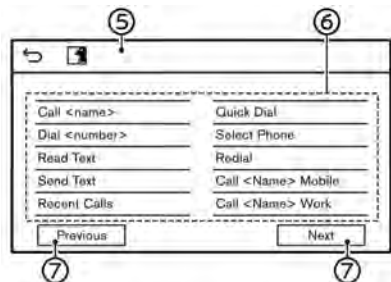 ⑤ ⑥
Call <name> Quick Dial
Dial <number> Select Phone
Read Text Redial
Send Text Call <Name> Mobile
Recent Calls Call <Name> Work
Previous Next
⑦ ⑦